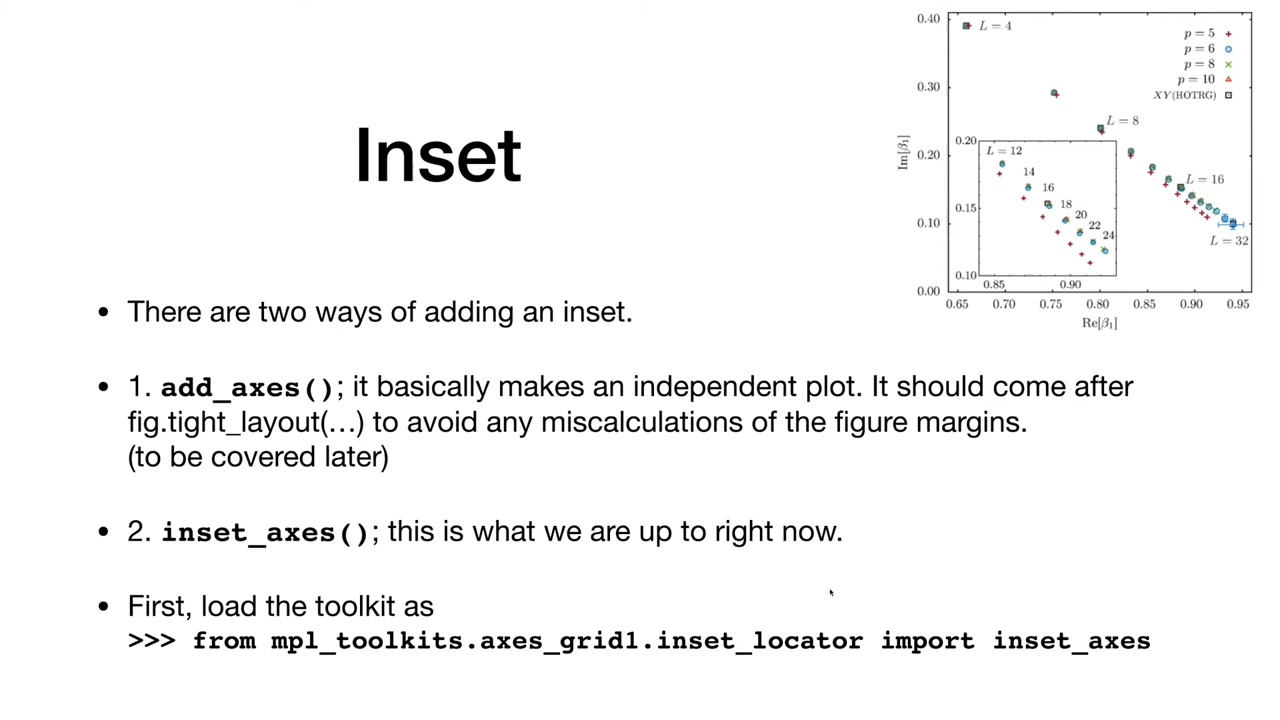 Inset
0.40
0.30
0.20
0.10
0.00
Im[β₁]
0.65 0.70 0.75 0.80 0.85 0.90 0.95
Re[β₁]
L = 4
L = 8
L = 16
L = 32
p = 5
p = 6
p = 8
p = 10
XY(HOTRG)
0.20
0.15
0.10
0.85 0.90
L = 12
14
16
18
20
22
24
• There are two ways of adding an inset.
• 1. add_axes(); it basically makes an independent plot. It should come after
fig.tight_layout(…) to avoid any miscalculations of the figure margins.
(to be covered later)
• 2. inset_axes(); this is what we are up to right now.
• First, load the toolkit as
>>> from mpl_toolkits.axes_grid1.inset_locator import inset_axes